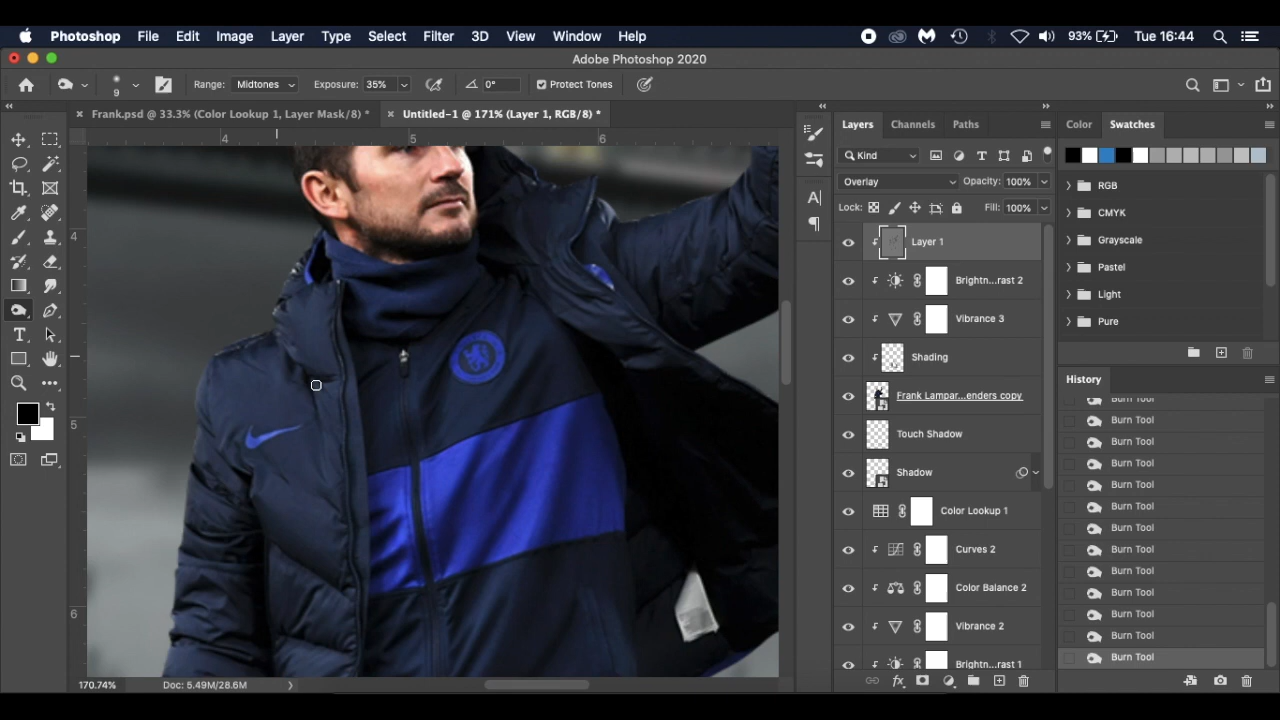 Photoshop File Edit Image Layer Type Select Filter 3D View Window Help 93% Tue 16:44
Adobe Photoshop 2020
9 Range: Midtones Exposure: 35% 0° Protect Tones
Frank.psd @ 33.3% (Color Lookup 1, Layer Mask/8) * Untitled-1 @ 171% (Layer 1, RGB/8) *
4 5 6
4
5
6
170.74% Doc: 5.49M/28.6M
Layers Channels Paths
Kind
Overlay Opacity: 100%
Lock: Fill: 100%
Layer 1
Brightn...rast 2
Vibrance 3
Shading
Frank Lampar...enders copy
Touch Shadow
Shadow
Color Lookup 1
Curves 2
Color Balance 2
Vibrance 2
Brightn...rast 1
Color Swatches
RGB
CMYK
Grayscale
Pastel
Light
Pure
History
Burn Tool
Burn Tool
Burn Tool
Burn Tool
Burn Tool
Burn Tool
Burn Tool
Burn Tool
Burn Tool
Burn Tool
Burn Tool
Burn Tool
Burn Tool